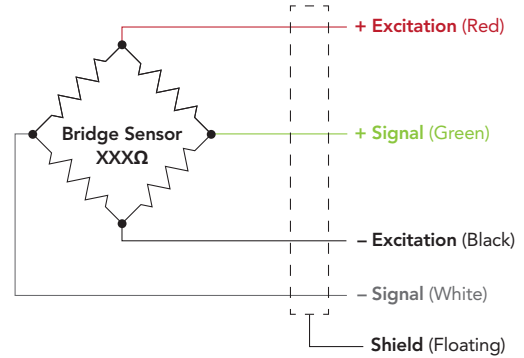 + Excitation (Red)
Bridge Sensor
XXXΩ
+ Signal (Green)
– Excitation (Black)
– Signal (White)
Shield (Floating)